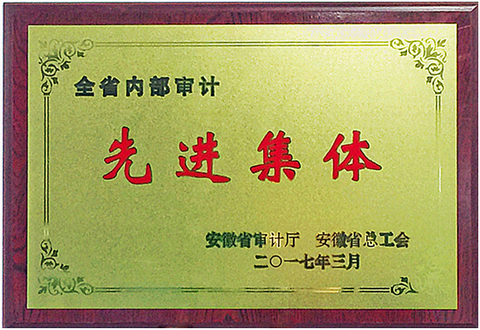 全省内部审计
先进集体
安徽省审计厅 安徽省总工会
二〇一七年三月